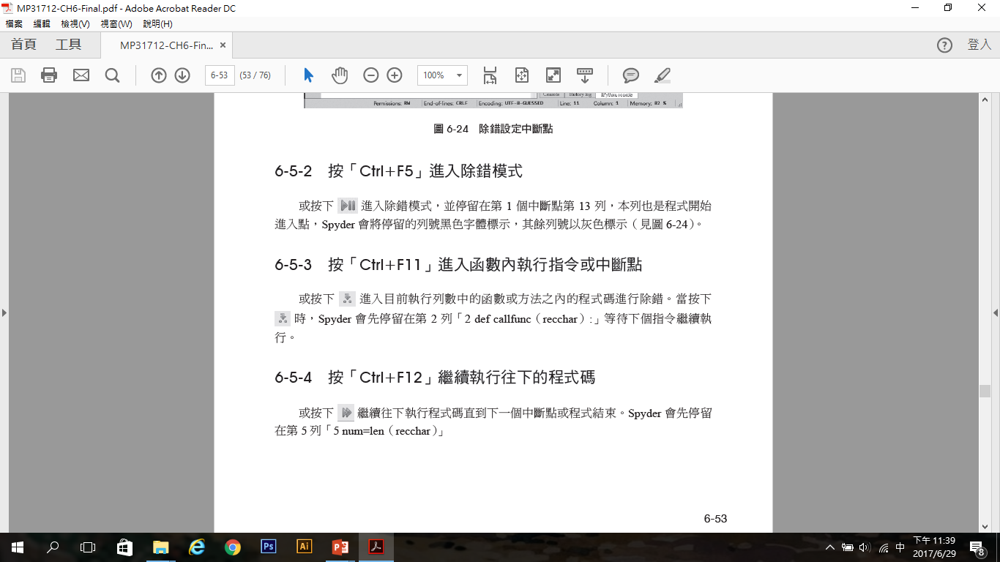 MP31712-CH6-Final.pdf - Adobe Acrobat Reader DC
檔案 編輯 檢視(V) 視窗(W) 說明(H)
首頁 工具 MP31712-CH6-Fin... × ? 登入
6-53 (53 / 76) 100%
Console History log IPython console
Permissions: RW End-of-lines: CRLF Encoding: UTF-8-GUESSED Line: 11 Column: 1 Memory: 82 %
圖 6-24 除錯設定中斷點
6-5-2 按「Ctrl+F5」進入除錯模式
或按下 進入除錯模式，並停留在第 1 個中斷點第 13 列，本列也是程式開始
進入點，Spyder 會將停留的列號黑色字體標示，其餘列號以灰色標示（見圖 6-24）。
6-5-3 按「Ctrl+F11」進入函數內執行指令或中斷點
或按下 進入目前執行列數中的函數或方法之內的程式碼進行除錯。當按下
時，Spyder 會先停留在第 2 列「2 def callfunc（recchar）:」等待下個指令繼續執
行。
6-5-4 按「Ctrl+F12」繼續執行往下的程式碼
或按下 繼續往下執行程式碼直到下一個中斷點或程式結束。Spyder 會先停留
在第 5 列「5 num=len（recchar）」
6-53
Ps Ai 中 下午 11:39
2017/6/29 8